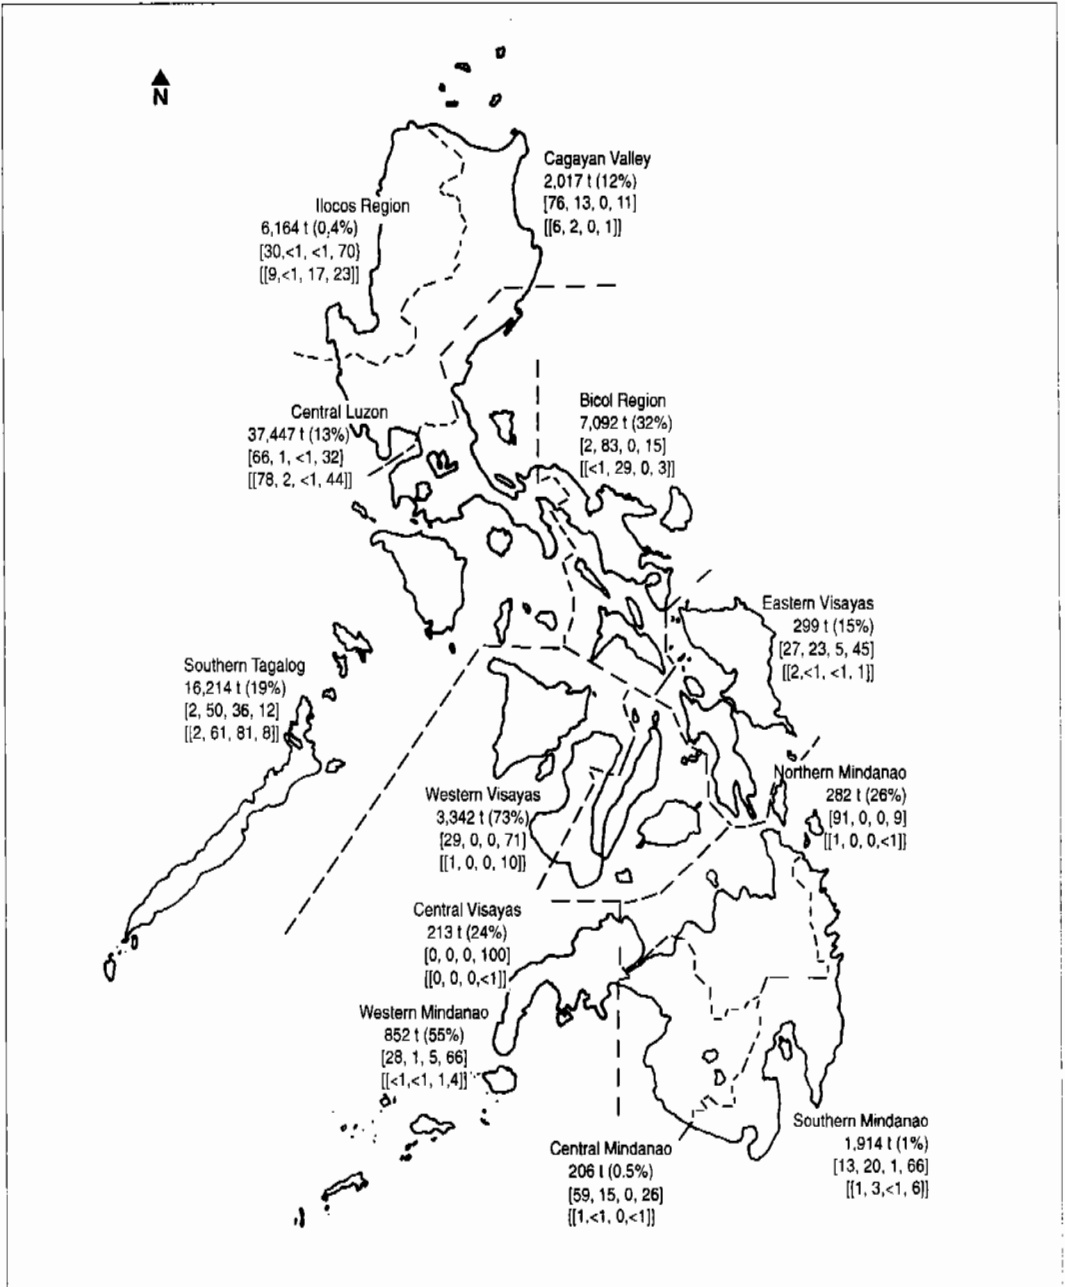 N
Cagayan Valley
2,017 t (12%)
[76, 13, 0, 11]
[[6, 2, 0, 1]]
Ilocos Region
6,164 t (0.4%)
[30,<1, <1, 70}
[[9,<1, 17, 23]]
Bicol Region
7,092 t (32%)
[2, 83, 0, 15]
[[<1, 29, 0, 3]]
Central Luzon
37,447 t (13%)
[66, 1, <1, 32}
[[78, 2, <1, 44]]
Eastern Visayas
299 t (15%)
[27, 23, 5, 45]
[[2,<1, <1, 1}]
Southern Tagalog
16,214 t (19%)
[2, 50, 36, 12]
[[2, 61, 81, 8]]
Northern Mindanao
282 t (26%)
[91, 0, 0, 9]
[[1, 0, 0,<1]]
Western Visayas
3,342 t (73%)
[29, 0, 0, 71]
[[1, 0, 0, 10]]
Central Visayas
213 t (24%)
[0, 0, 0, 100]
[[0, 0, 0,<1]]
Western Mindanao
852 t (55%)
[28, 1, 5, 66]
[[<1,<1, 1,4]]
Southern Mindanao
1,914 t (1%)
[13, 20, 1, 66]
[[1, 3,<1, 6]]
Central Mindanao
206 t (0.5%)
[59, 15, 0, 26]
[[1,<1, 0,<1]]